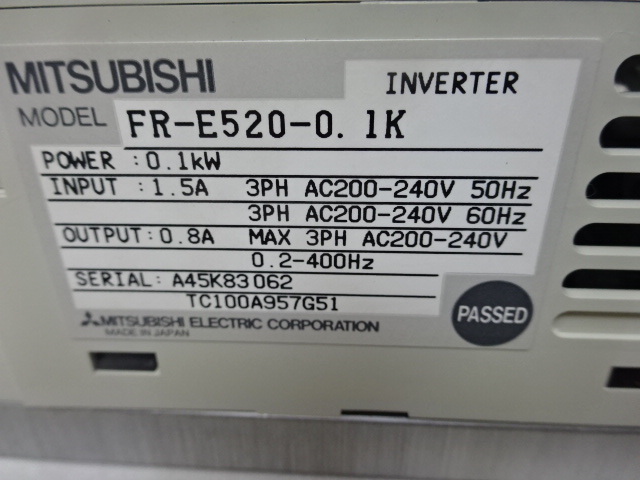 MITSUBISHI INVERTER
MODEL FR-E520-0.1K
POWER : 0.1kW
INPUT : 1.5A 3PH AC200-240V 50Hz
3PH AC200-240V 60Hz
OUTPUT: 0.8A MAX 3PH AC200-240V
0.2-400Hz
SERIAL: A45K83062
TC100A957G51
MITSUBISHI ELECTRIC CORPORATION
MADE IN JAPAN
PASSED